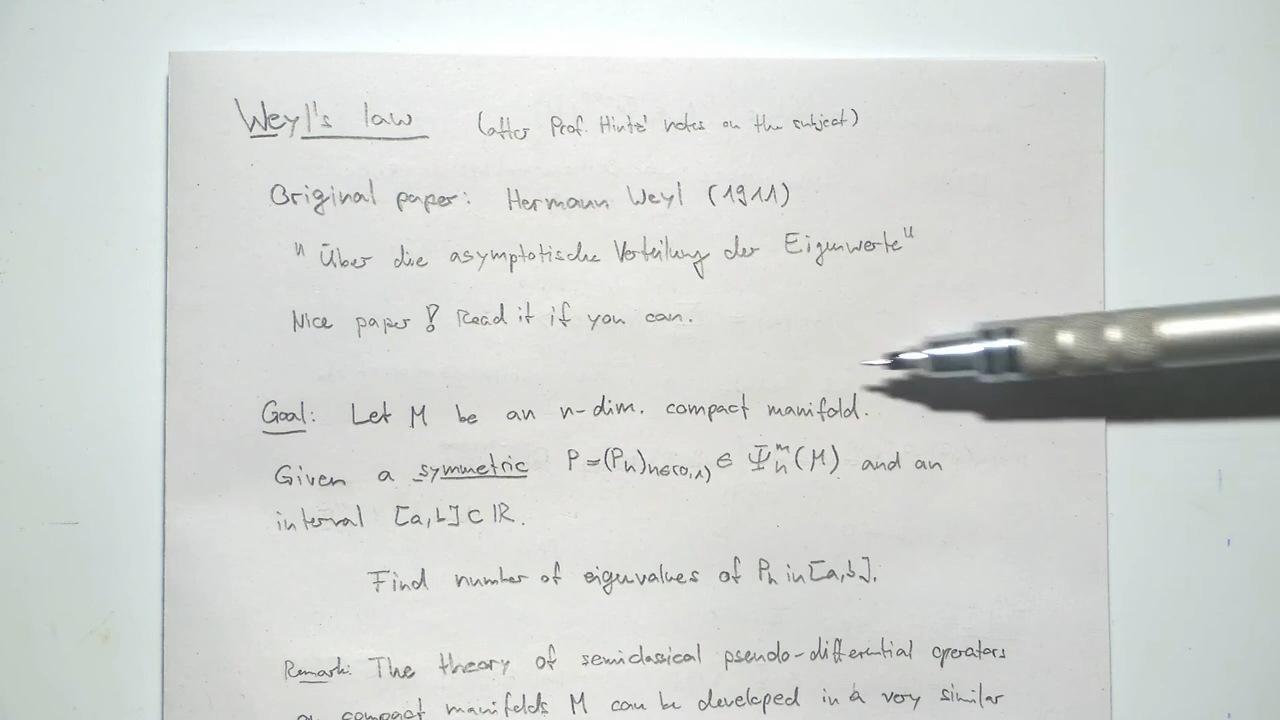 Weyl's law (after Prof. Hintz' notes on the subject)
Original paper: Hermann Weyl (1911)
"Über die asymptotische Verteilung der Eigenwerte"
Nice paper! Read it if you can.
Goal: Let M be an n-dim. compact manifold.
Given a symmetric P = (Pₕ)ₕ∈(0,1) ∈ Ψₕᵐ(M) and an
interval [a,b] ⊂ ℝ.
Find number of eigenvalues of Pₕ in [a,b].
Remark: The theory of semiclassical pseudo-differential operators
compact manifolds M can be developed in a very similar